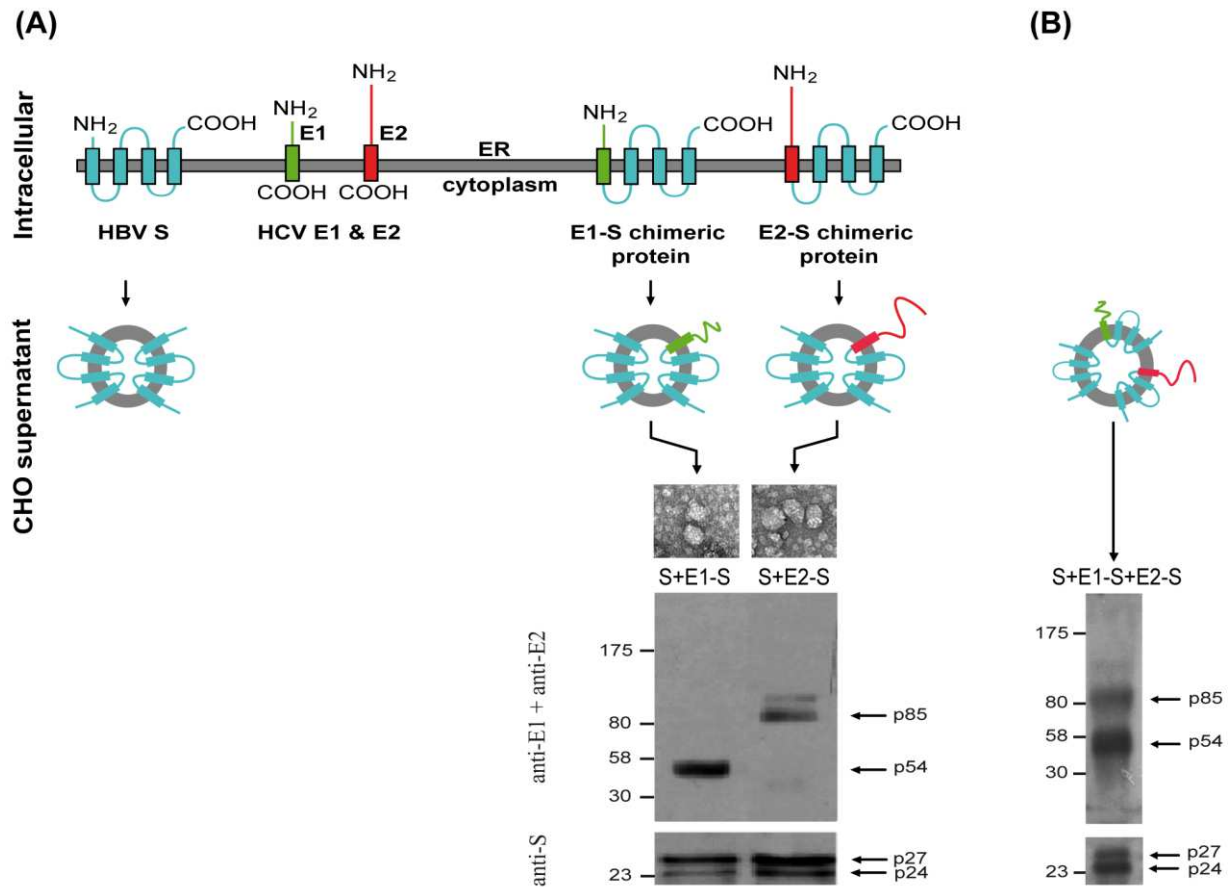 (A)
(B)
Intracellular
NH2
COOH
NH2
E1
COOH
NH2
E2
COOH
ER
cytoplasm
NH2
COOH
NH2
COOH
HBV S
HCV E1 & E2
E1-S chimeric
protein
E2-S chimeric
protein
CHO supernatant
S+E1-S
S+E2-S
anti-E1 + anti-E2
175
80
58
30
p85
p54
anti-S
23
p27
p24
S+E1-S+E2-S
175
80
58
30
p85
p54
23
p27
p24